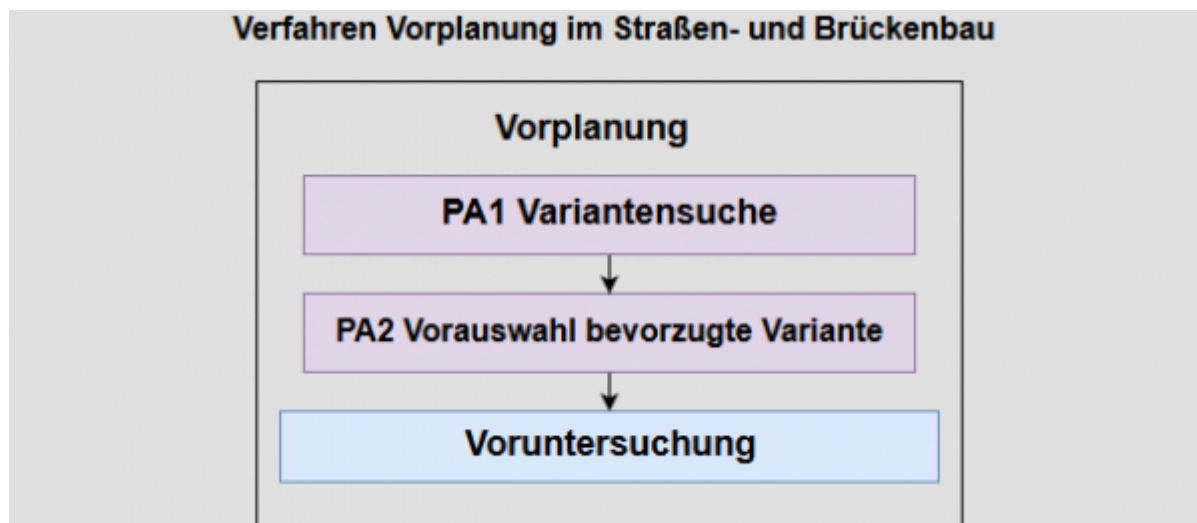 Verfahren Vorplanung im Straßen- und Brückenbau
Vorplanung
PA1 Variantensuche
PA2 Vorauswahl bevorzugte Variante
Voruntersuchung